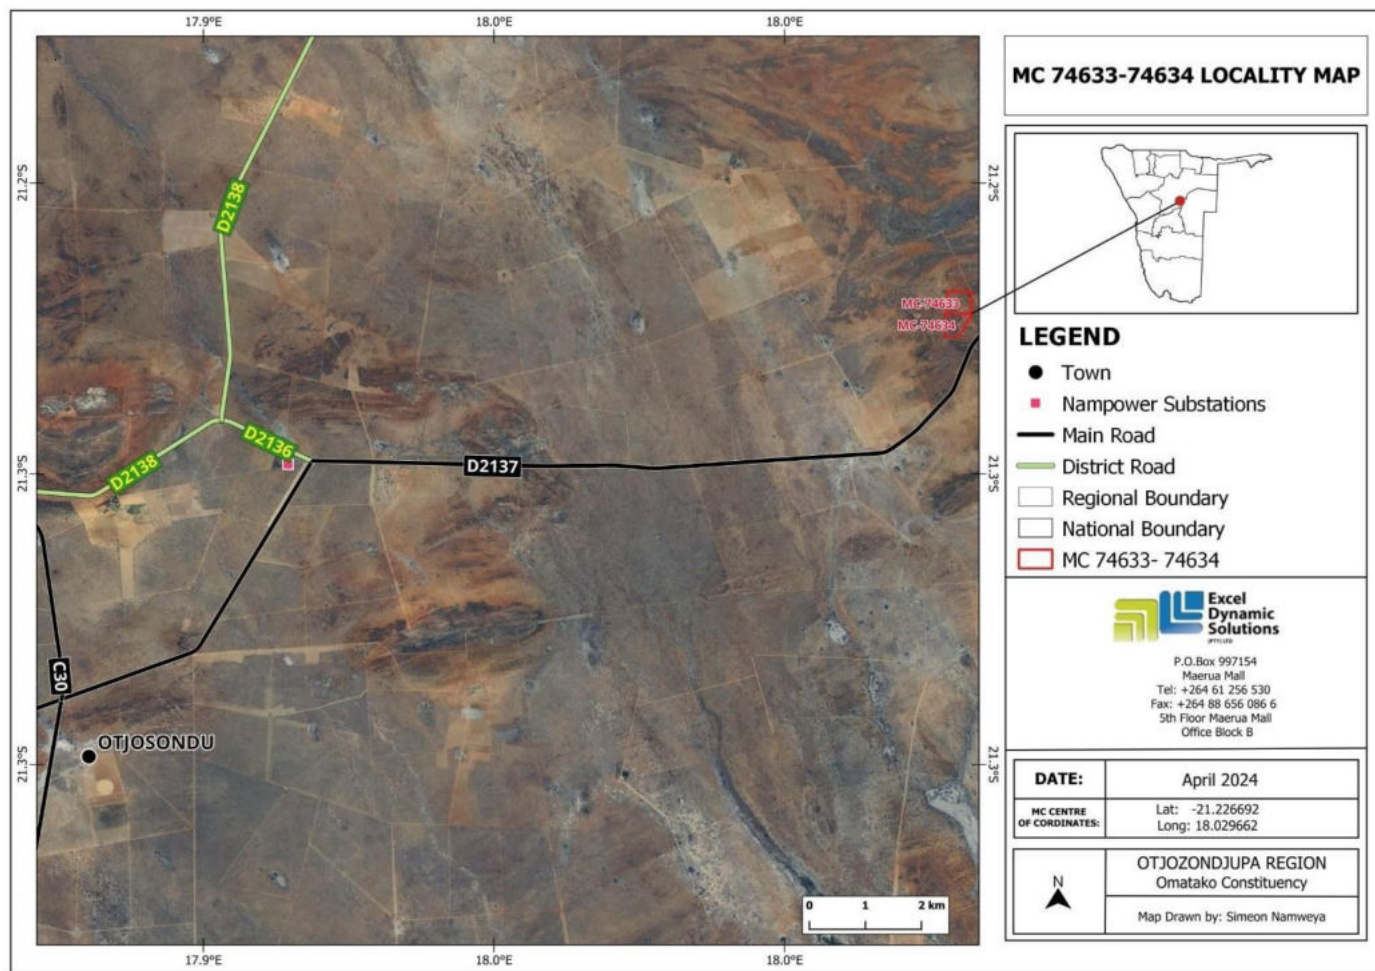 17.9°E 18.0°E 18.0°E
MC 74633-74634 LOCALITY MAP
21.2°S
21.2°S
D2138
MC-74633
MC-74634
D2136
D2138
D2137
21.3°S
21.3°S
C30
OTJOSONDU
21.3°S
21.3°S
0 1 2 km
17.9°E 18.0°E 18.0°E
LEGEND
Town
Nampower Substations
Main Road
District Road
Regional Boundary
National Boundary
MC 74633- 74634
Excel
Dynamic
Solutions
(PTY) LTD
P.O.Box 997154
Maerua Mall
Tel: +264 61 256 530
Fax: +264 88 656 086 6
5th Floor Maerua Mall
Office Block B
DATE: April 2024
MC CENTRE
OF CORDINATES:
Lat: -21.226692
Long: 18.029662
N
OTJOZONDJUPA REGION
Omatako Constituency
Map Drawn by: Simeon Namweya